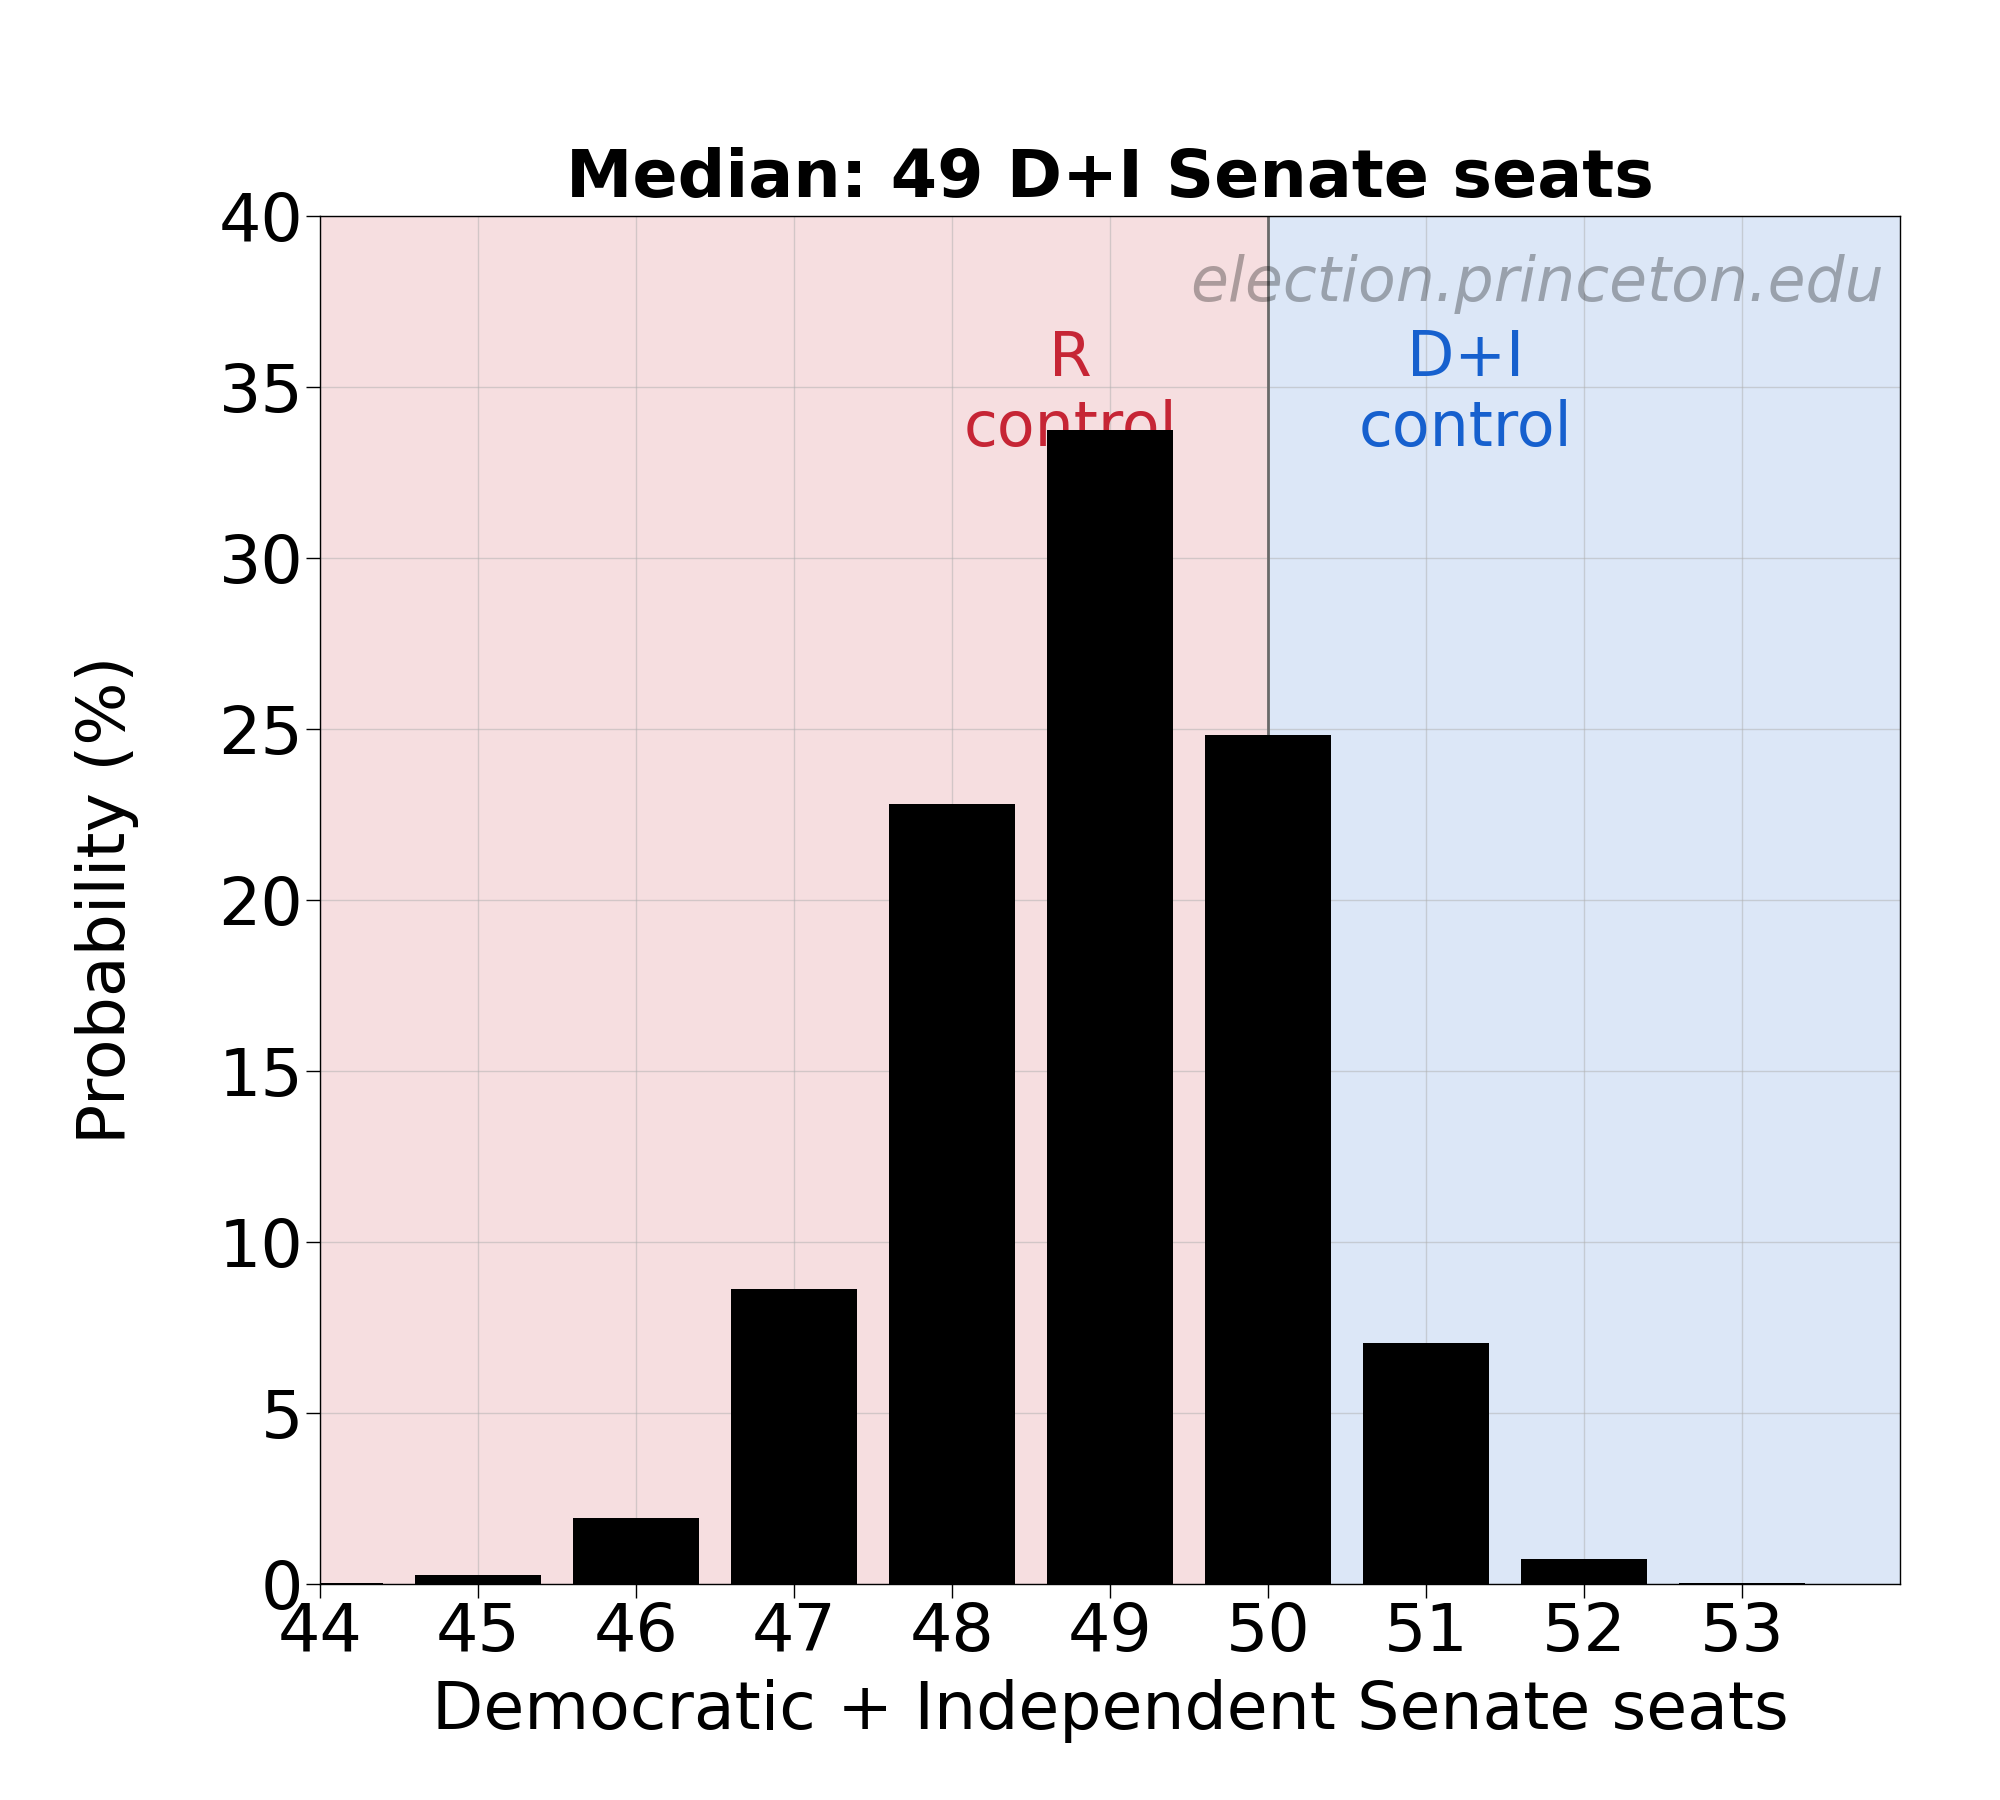 Median: 49 D+I Senate seats
election.princeton.edu
R
control
D+I
control
40
35
30
25
20
15
10
5
0
Probability (%)
44 45 46 47 48 49 50 51 52 53
Democratic + Independent Senate seats